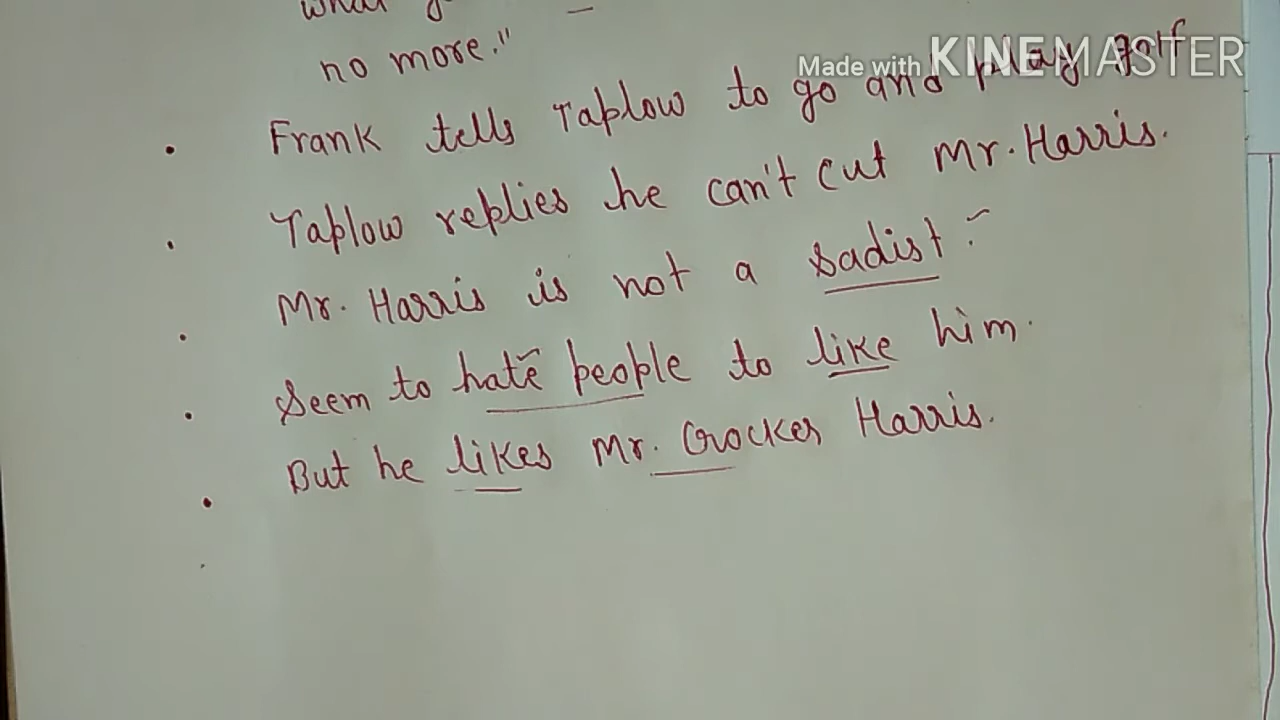 what
no more."
Made with KINEMASTER
Frank tells Taplow to go and play golf
Taplow replies he can't cut Mr. Harris.
Mr. Harris is not a sadist.
Seem to hate people to like him.
But he likes Mr. Crocker Harris.